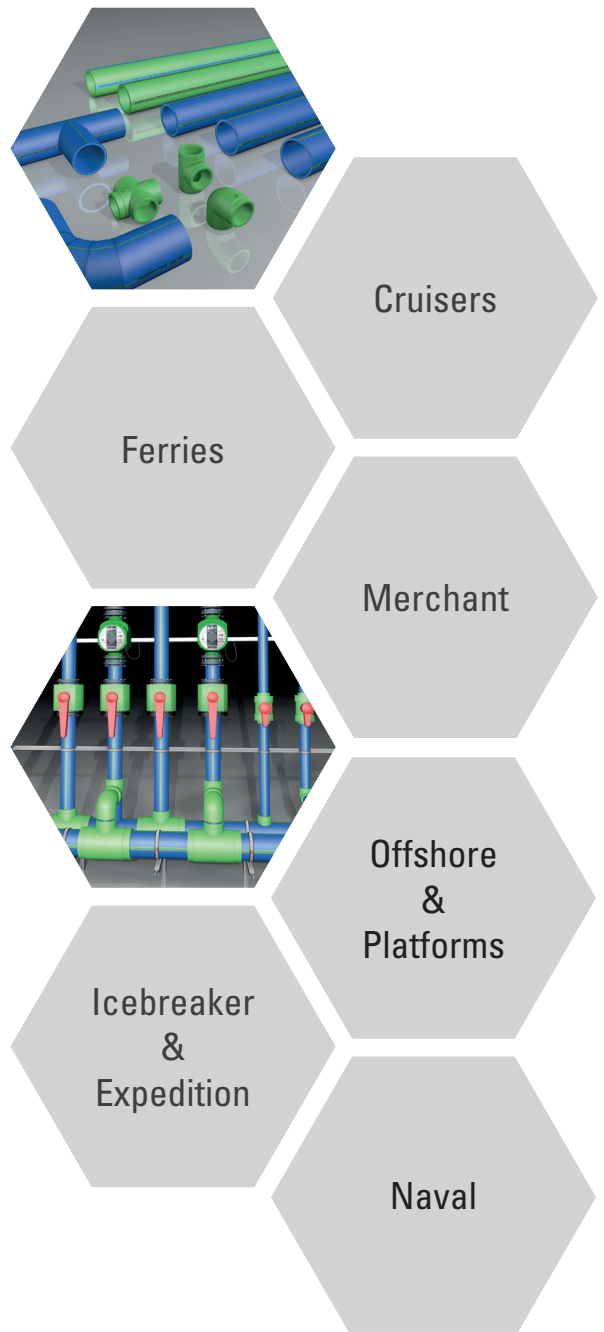 Cruisers
Ferries
Merchant
Offshore
&
Platforms
Icebreaker
&
Expedition
Naval